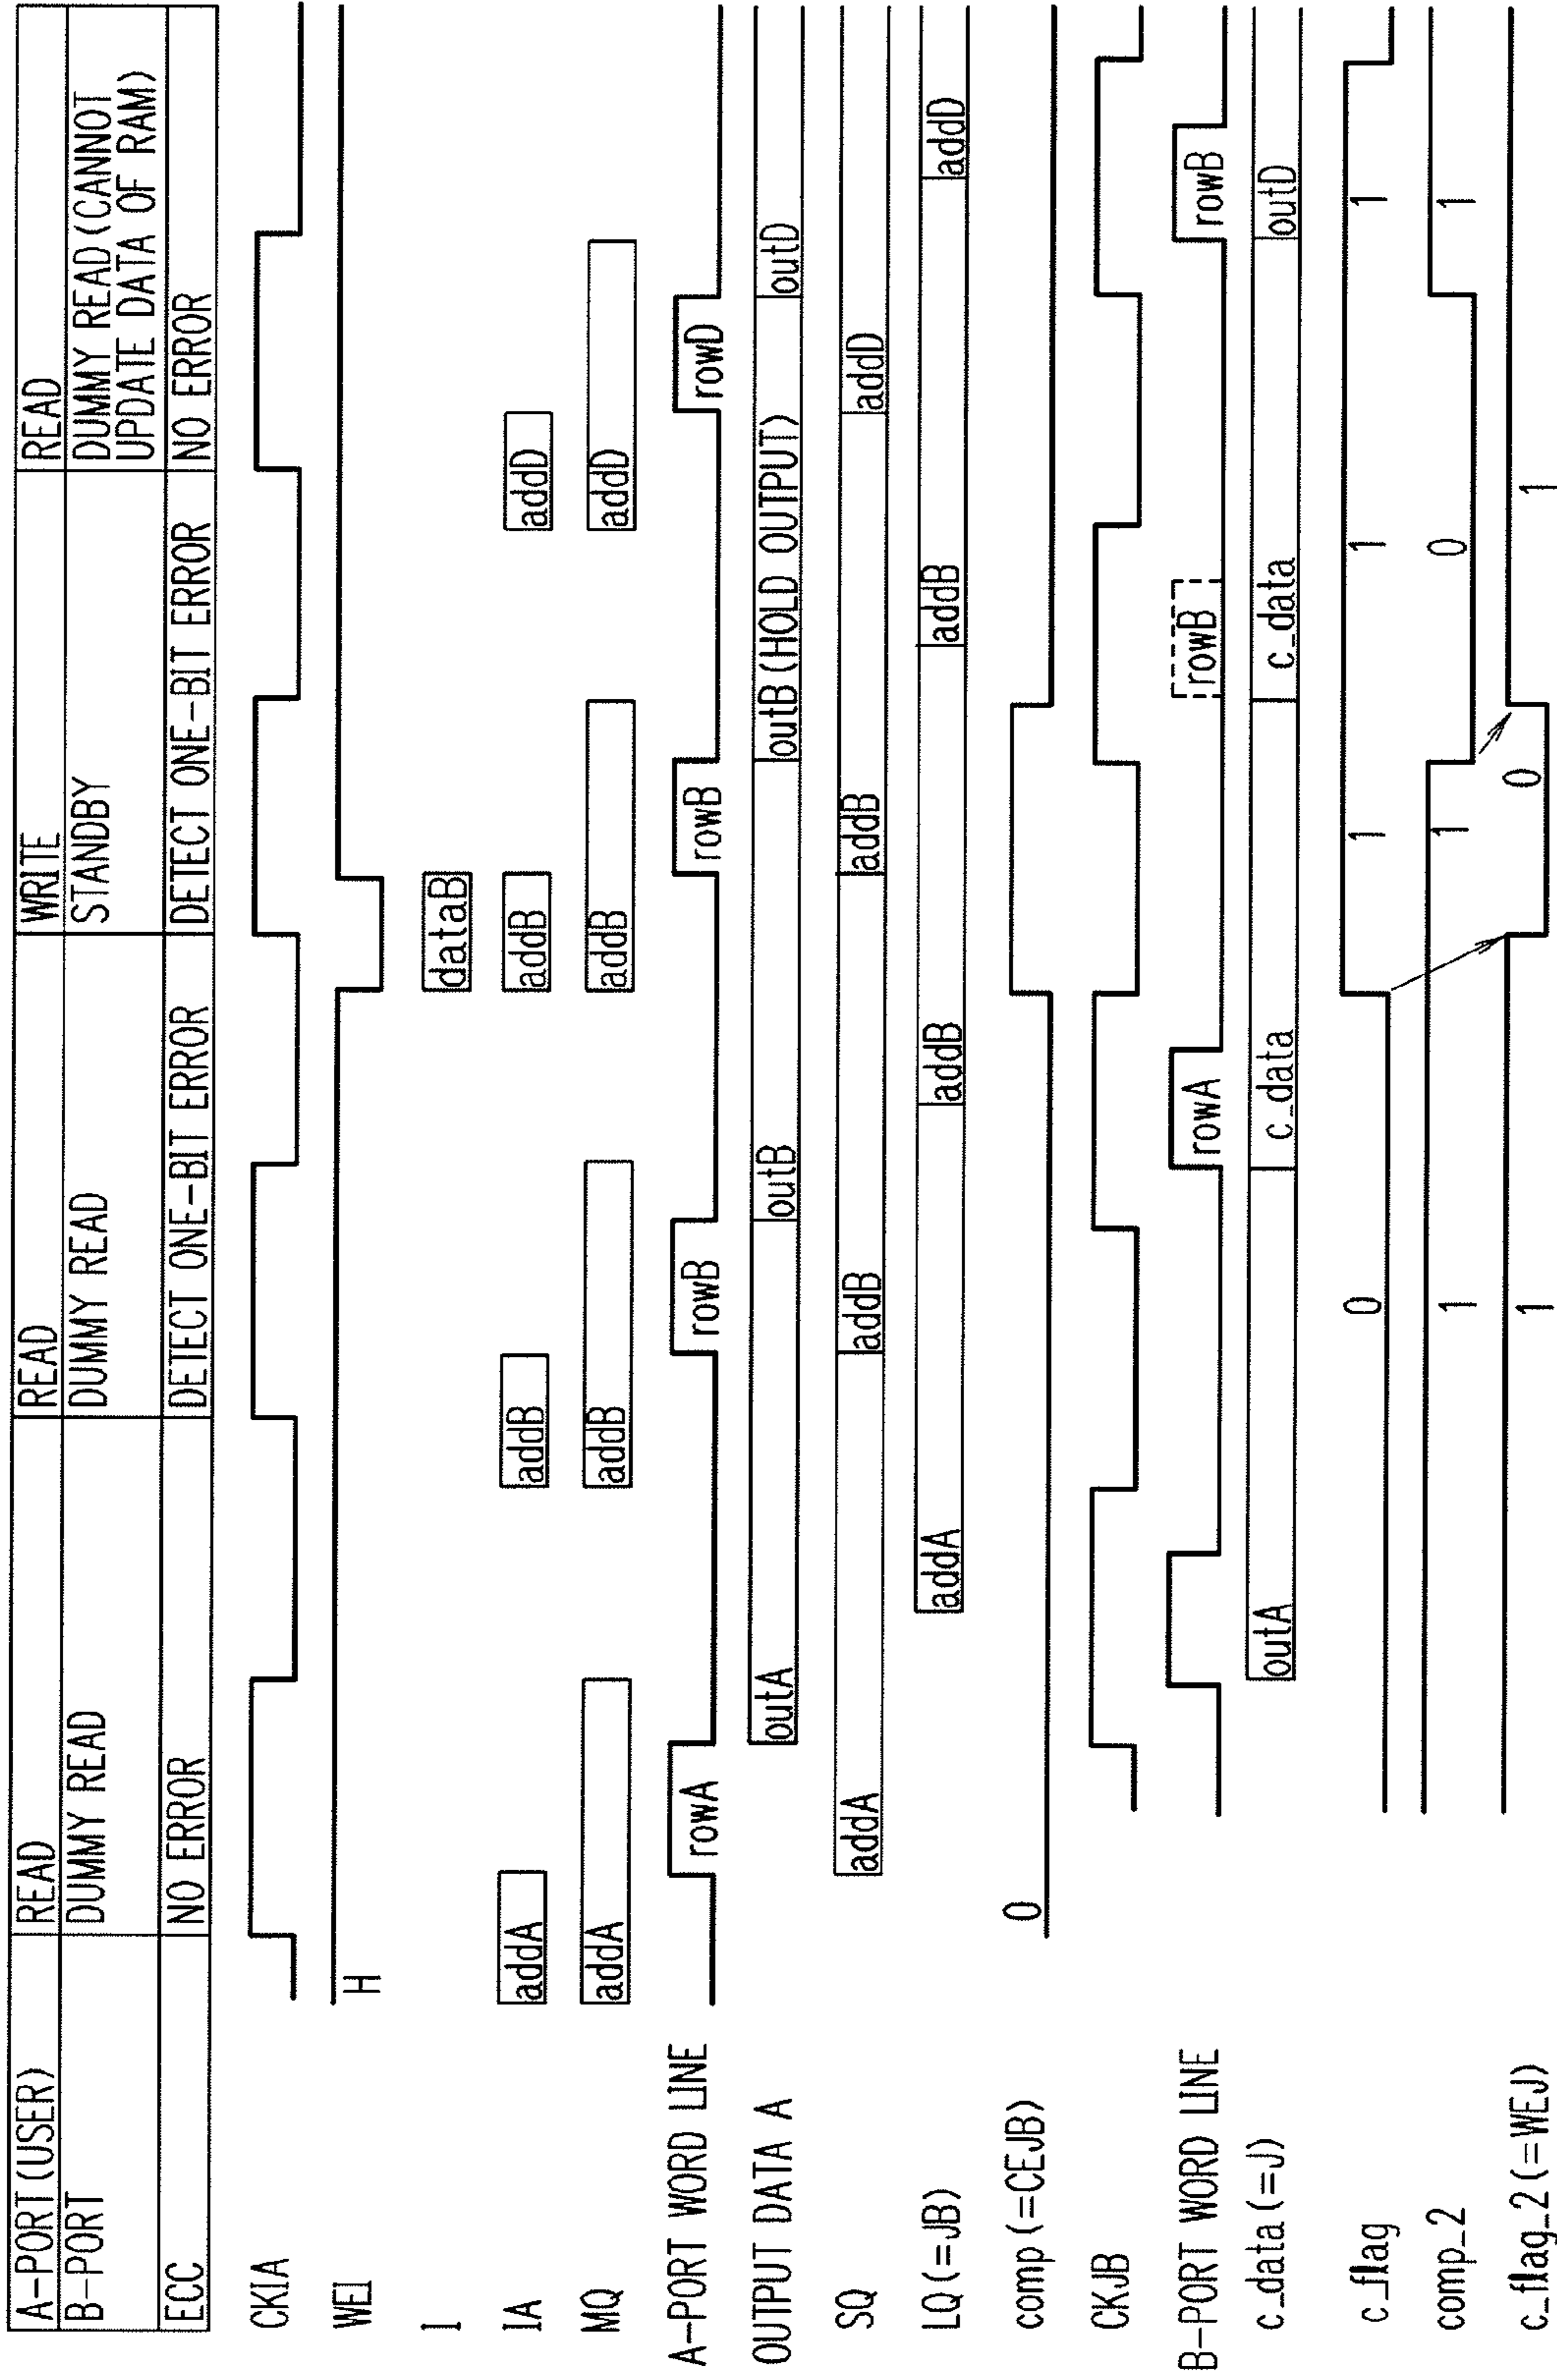 A-PORT(USER) READ READ WRITE READ
B-PORT DUMMY READ DUMMY READ STANDBY DUMMY READ(CANNOT
UPDATE DATA OF RAM)
ECC NO ERROR DETECT ONE-BIT ERROR DETECT ONE-BIT ERROR NO ERROR
CKIA
WEI H
I dataB
IA addA addB addB addD
MQ addA addB addB addD
A-PORT WORD LINE rowA rowB rowB rowD
OUTPUT DATA A outA outB outB(HOLD OUTPUT) outD
SQ addA addB addB addD
LQ(=JB) addA addB addB addD
comp(=CEJB) 0
CKJB
B-PORT WORD LINE rowA rowB rowB
c_data(=J) outA c_data c_data outD
c_flag 0 1 1 1
comp_2 1 1 0 1
c_flag_2(=WEJ) 1 0 1